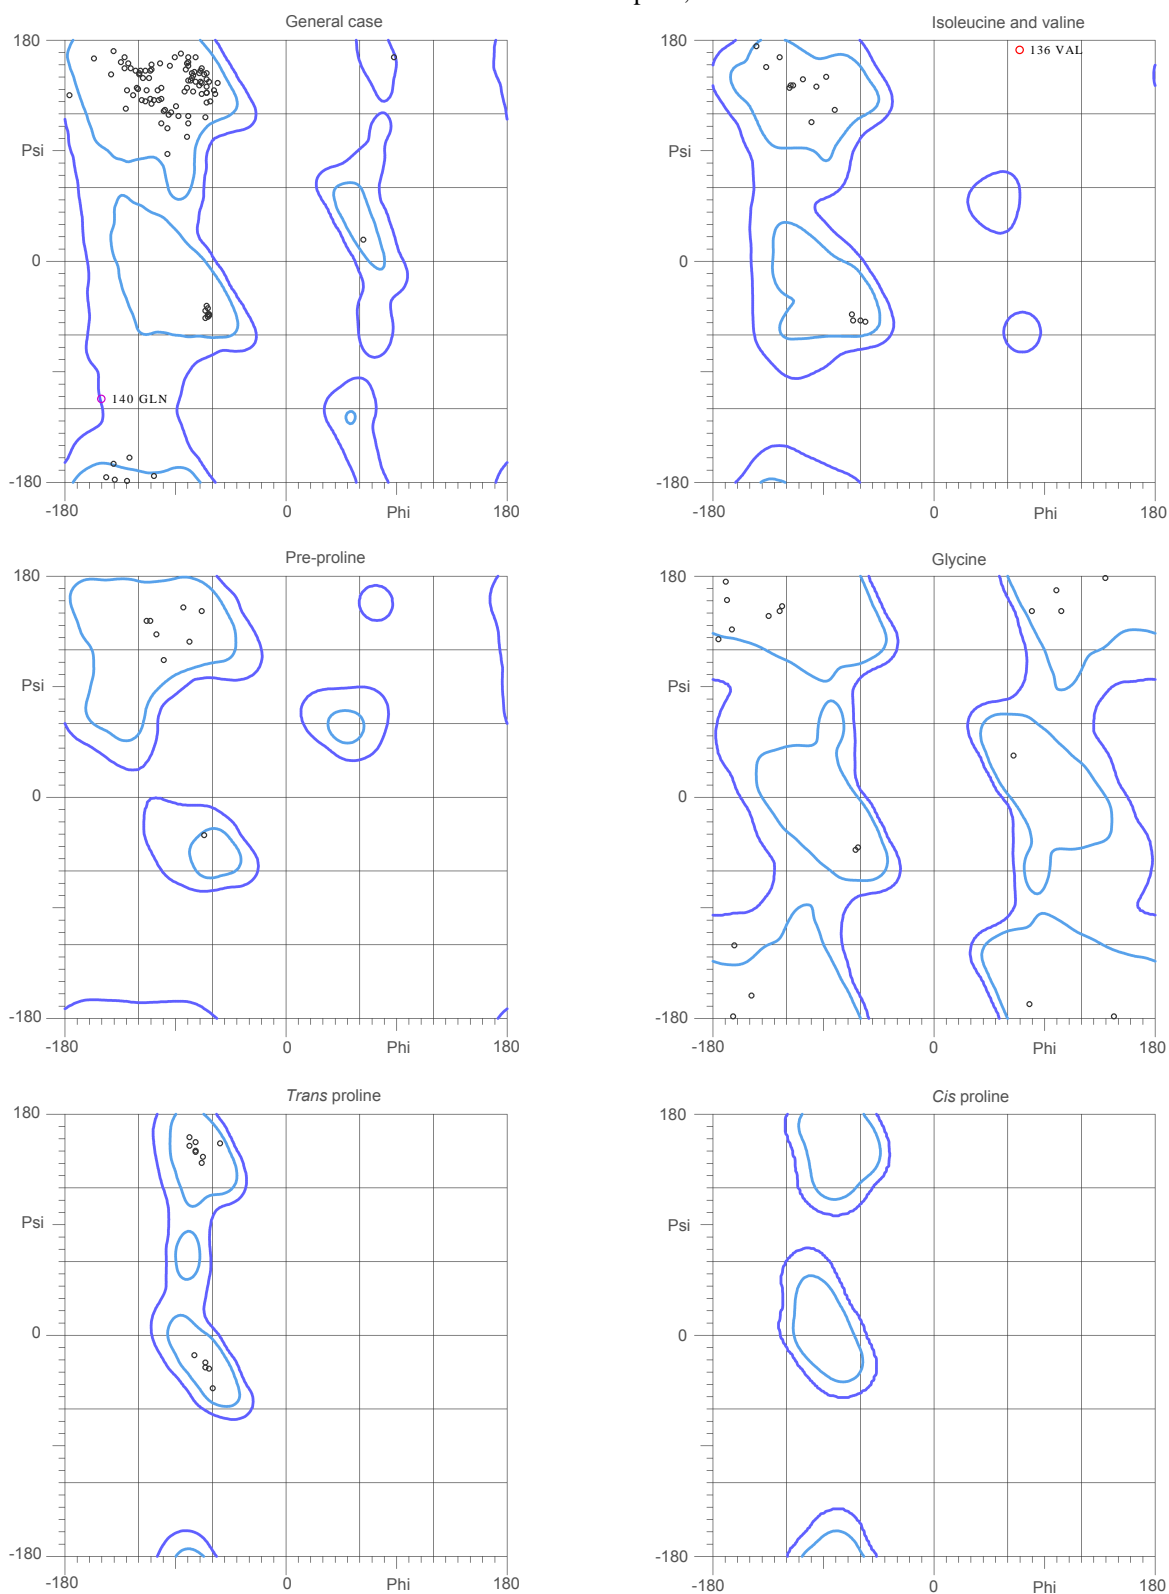 General case
Isoleucine and valine
180
Psi
0
-180
-180
0
Phi
180
140 GLN
180
Psi
0
-180
-180
0
Phi
180
136 VAL
Pre-proline
Glycine
180
Psi
0
-180
-180
0
Phi
180
180
Psi
0
-180
-180
0
Phi
180
Trans proline
Cis proline
180
Psi
0
-180
-180
0
Phi
180
180
Psi
0
-180
-180
0
Phi
180